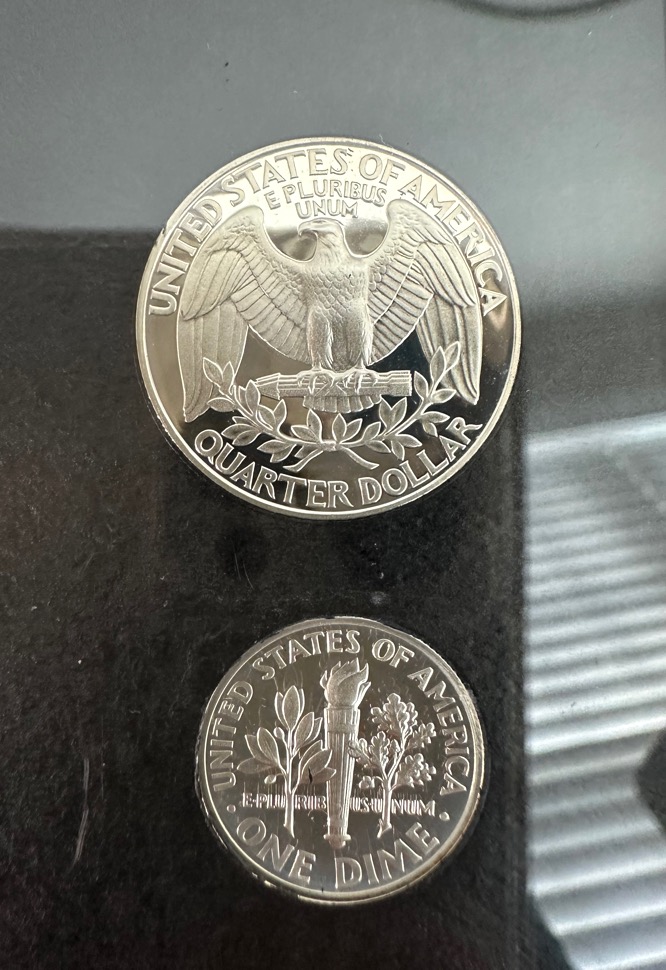 UNITED STATES OF AMERICA
E PLURIBUS
UNUM
QUARTER DOLLAR
UNITED STATES OF AMERICA
E·PLURIBUS·UNUM
· ONE DIME ·